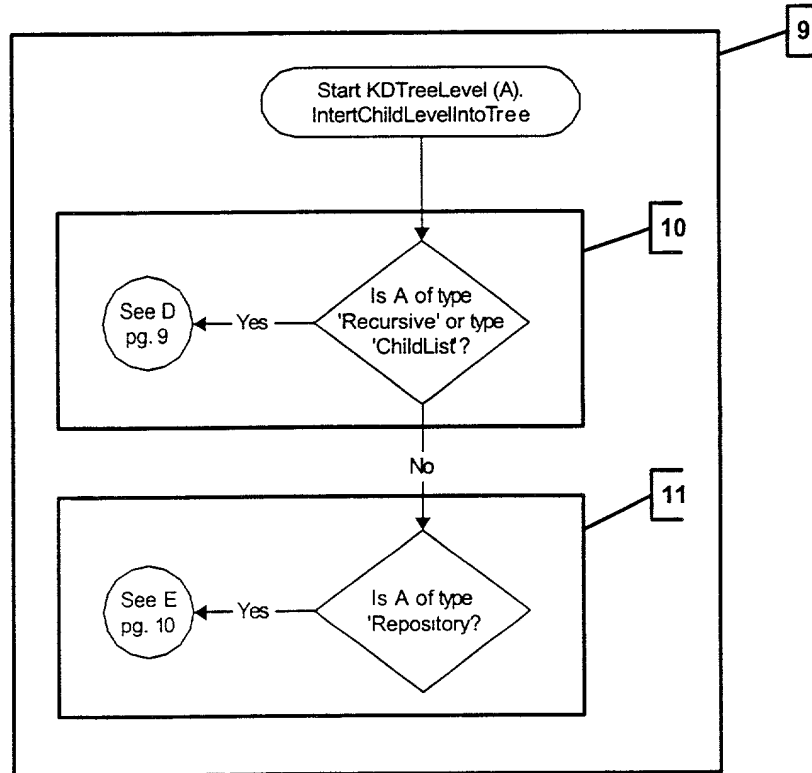 9
Start KDTreeLevel (A).
IntertChildLevelIntoTree
10
Is A of type
'Recursive' or type
'ChildList'?
Yes
See D
pg. 9
No
11
Is A of type
'Repository?
Yes
See E
pg. 10